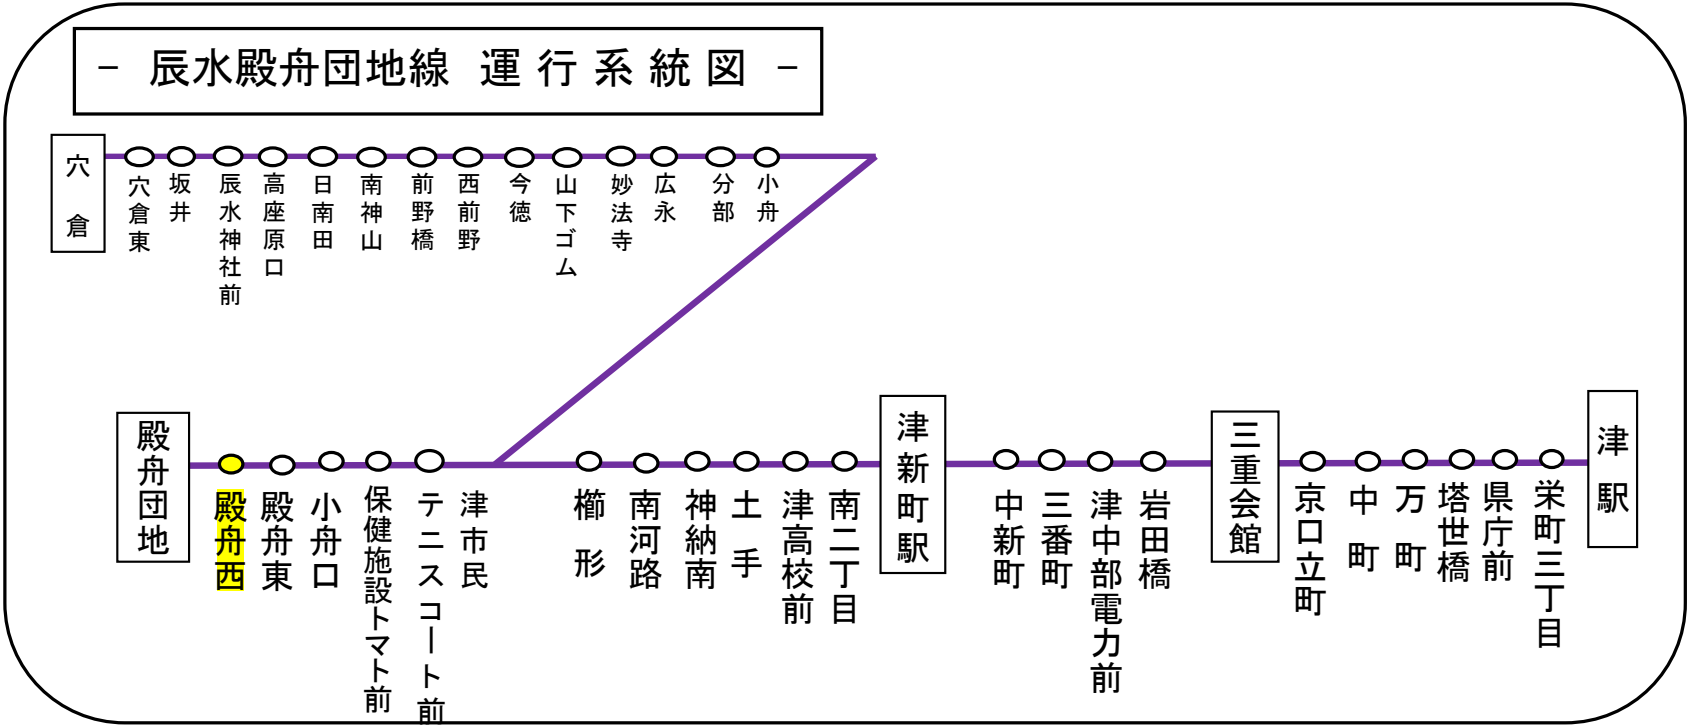 － 辰水殿舟団地線 運行系統図 －
穴倉
穴倉東
坂井
辰水神社前
高座原口
日南田
南神山
前野橋
西前野
今徳
山下ゴム
妙法寺
広永
分部
小舟
殿舟団地
殿舟西
殿舟東
小舟口
保健施設トマト前
テニスコート前
津市民
櫛形
南河路
神納南
土手
津高校前
南二丁目
津新町駅
中新町
三番町
津中部電力前
岩田橋
三重会館
京口立町
中町
万町
塔世橋
県庁前
栄町三丁目
津駅